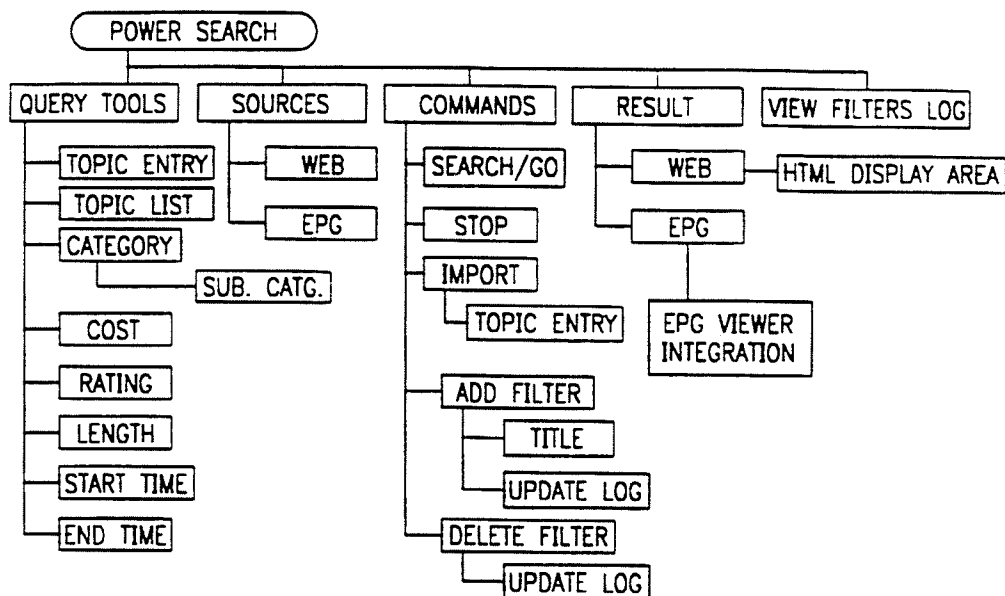 POWER SEARCH
QUERY TOOLS
TOPIC ENTRY
TOPIC LIST
CATEGORY
SUB. CATG.
COST
RATING
LENGTH
START TIME
END TIME
SOURCES
WEB
EPG
COMMANDS
SEARCH/GO
STOP
IMPORT
TOPIC ENTRY
ADD FILTER
TITLE
UPDATE LOG
DELETE FILTER
UPDATE LOG
RESULT
WEB
HTML DISPLAY AREA
EPG
EPG VIEWER
INTEGRATION
VIEW FILTERS LOG